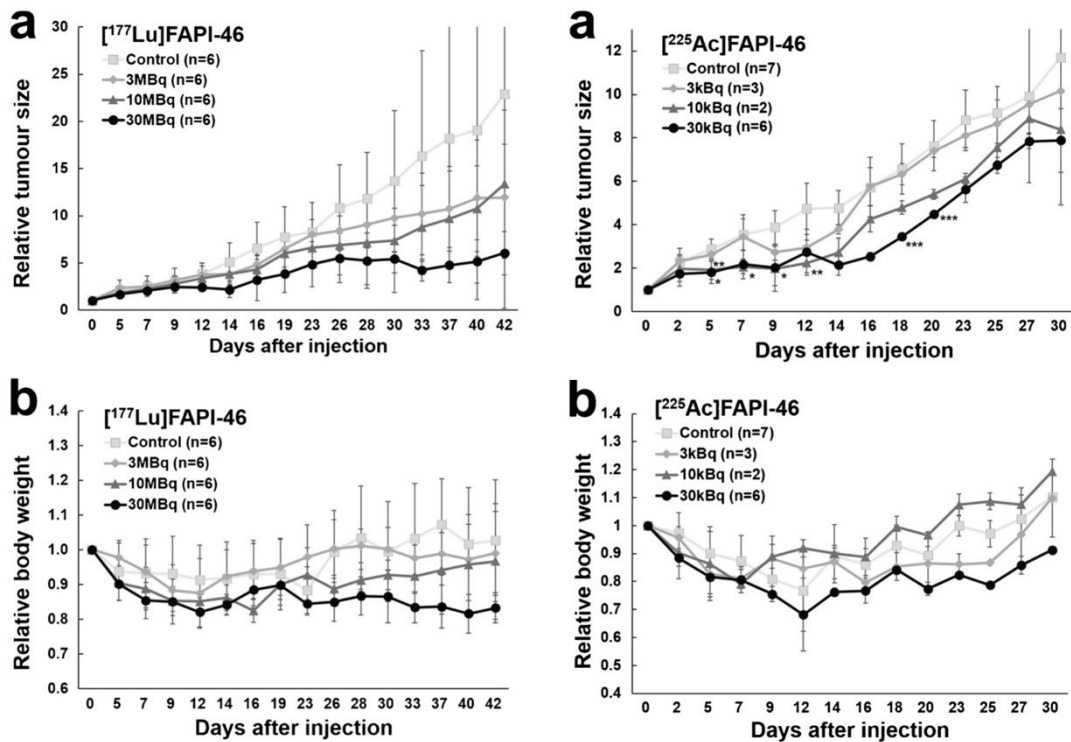 a
[¹⁷⁷Lu]FAPI-46
Control (n=6)
3MBq (n=6)
10MBq (n=6)
30MBq (n=6)
Relative tumour size
30
25
20
15
10
5
0
0 5 7 9 12 14 16 19 23 26 28 30 33 37 40 42
Days after injection
a
[²²⁵Ac]FAPI-46
Control (n=7)
3kBq (n=3)
10kBq (n=2)
30kBq (n=6)
Relative tumour size
12
10
8
6
4
2
0
**
*
*
*
**
***
***
0 2 5 7 9 12 14 16 18 20 23 25 27 30
Days after injection
b
[¹⁷⁷Lu]FAPI-46
Control (n=6)
3MBq (n=6)
10MBq (n=6)
30MBq (n=6)
Relative body weight
1.4
1.3
1.2
1.1
1.0
0.9
0.8
0.7
0.6
0 5 7 9 12 14 16 19 23 26 28 30 33 37 40 42
Days after injection
b
[²²⁵Ac]FAPI-46
Control (n=7)
3kBq (n=3)
10kBq (n=2)
30kBq (n=6)
Relative body weight
1.4
1.3
1.2
1.1
1
0.9
0.8
0.7
0.6
0.5
0.4
0 2 5 7 9 12 14 16 18 20 23 25 27 30
Days after injection